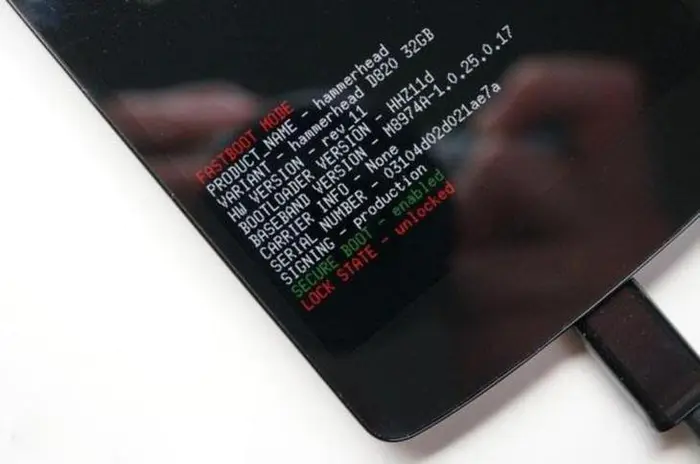 FASTBOOT MODE
PRODUCT_NAME - hammerhead
VARIANT - hammerhead D820 32GB
HW VERSION - rev_11
BOOTLOADER VERSION - HHZ11d
BASEBAND VERSION - M8974A-1.0.25.0.17
CARRIER INFO - None
SERIAL NUMBER - 03104d02d021ae7a
SIGNING - production
SECURE BOOT - enabled
LOCK STATE - unlocked